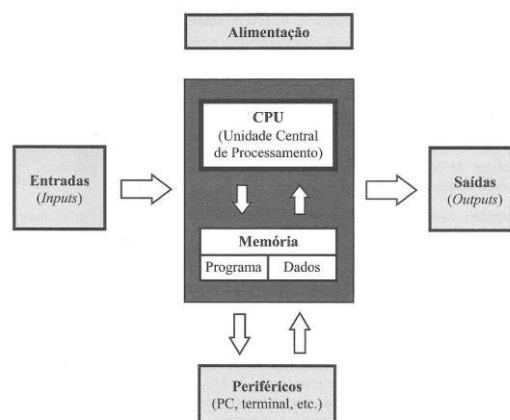 Alimentação
CPU
(Unidade Central
de Processamento)
Entradas
(Inputs)
Saídas
(Outputs)
Memória
Programa
Dados
Periféricos
(PC, terminal, etc.)